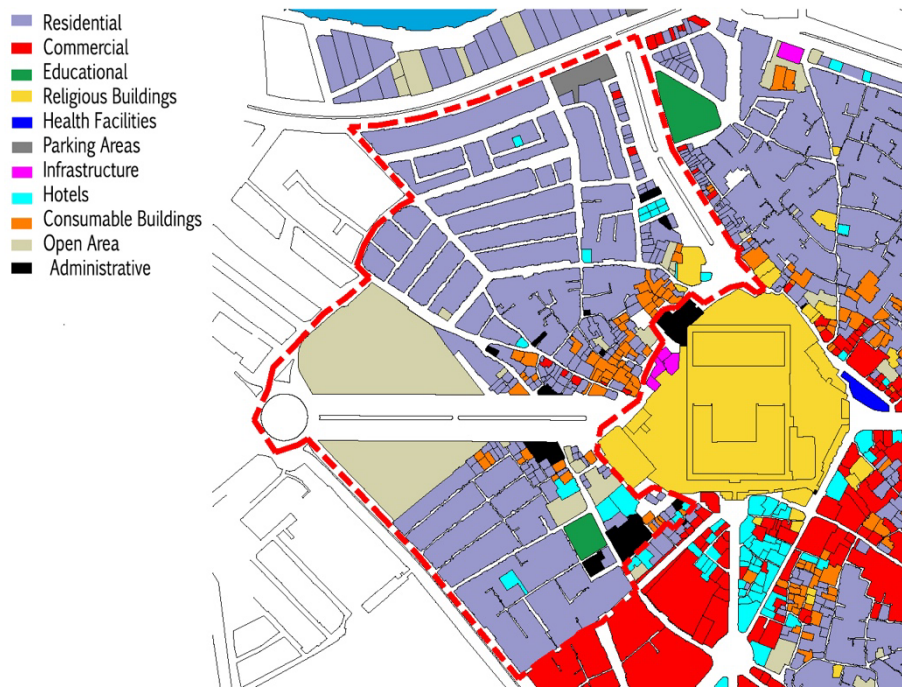 Residential
Commercial
Educational
Religious Buildings
Health Facilities
Parking Areas
Infrastructure
Hotels
Consumable Buildings
Open Area
Administrative